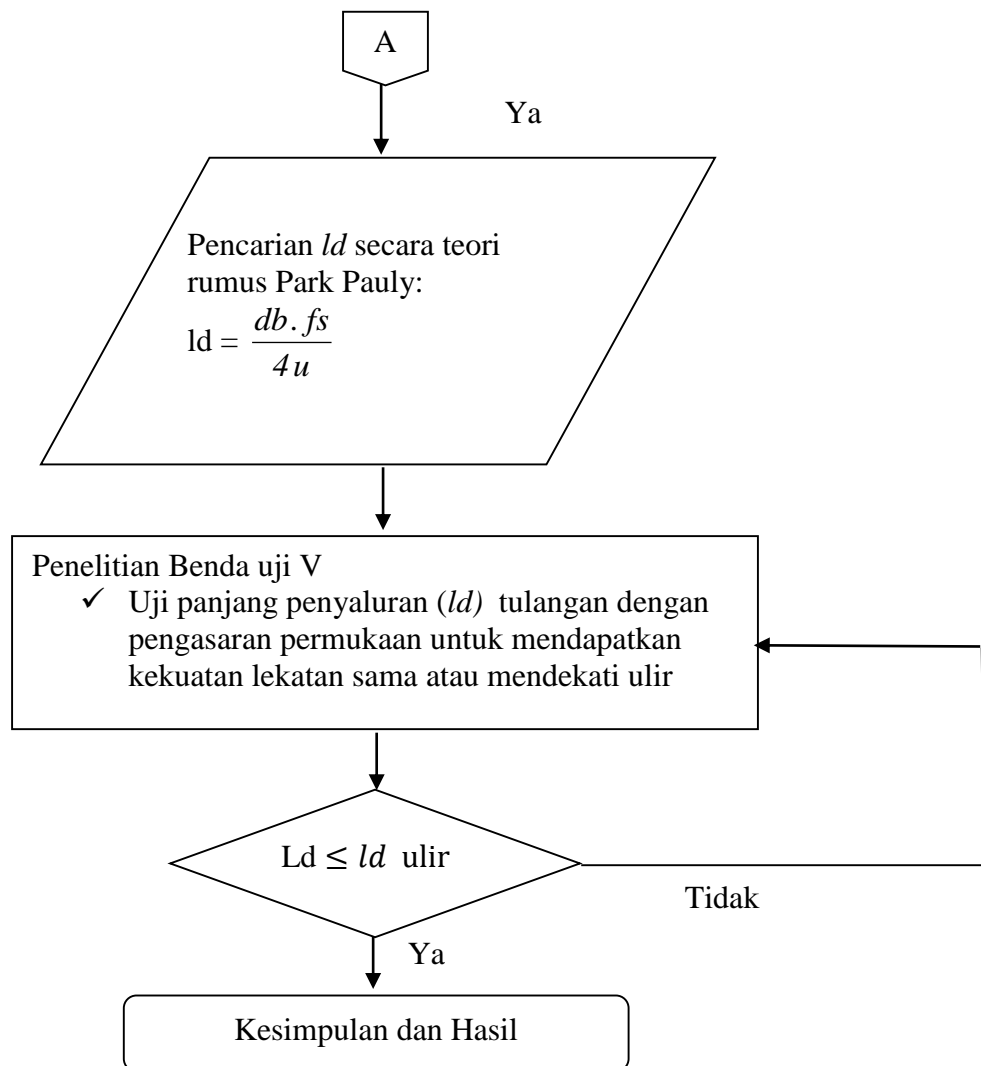 A
Ya
Pencarian ld secara teori
rumus Park Pauly:
ld = db. fs / 4 u
Penelitian Benda uji V
✓ Uji panjang penyaluran (ld) tulangan dengan
pengasaran permukaan untuk mendapatkan
kekuatan lekatan sama atau mendekati ulir
Ld ≤ ld ulir
Tidak
Ya
Kesimpulan dan Hasil